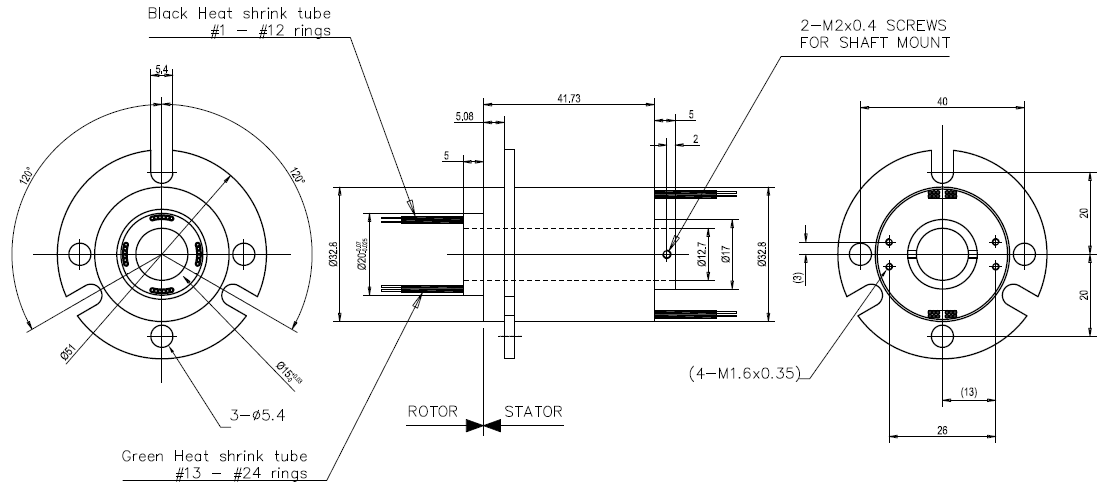 Black Heat shrink tube
#1 - #12 rings
2-M2x0.4 SCREWS
FOR SHAFT MOUNT
5.4
41,73
40
5,08
5
5
2
120°
120°
Ø32.8
Ø20
Ø12.7
Ø17
Ø32.8
20
(3)
20
Ø51
Ø15
3-Ø5.4
(4-M1.6x0.35)
(13)
26
ROTOR
STATOR
Green Heat shrink tube
#13 - #24 rings